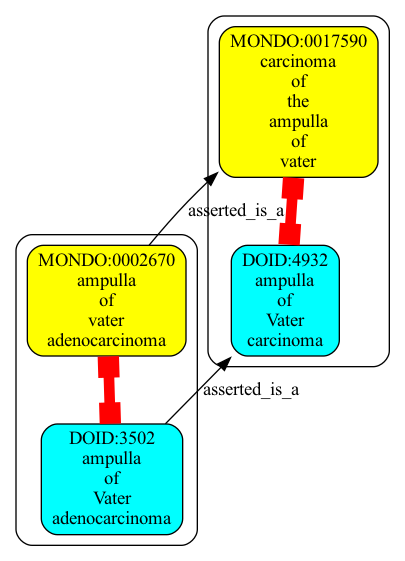 MONDO:0017590
carcinoma
of
the
ampulla
of
vater
asserted_is_a
MONDO:0002670
ampulla
of
vater
adenocarcinoma
DOID:4932
ampulla
of
Vater
carcinoma
asserted_is_a
DOID:3502
ampulla
of
Vater
adenocarcinoma